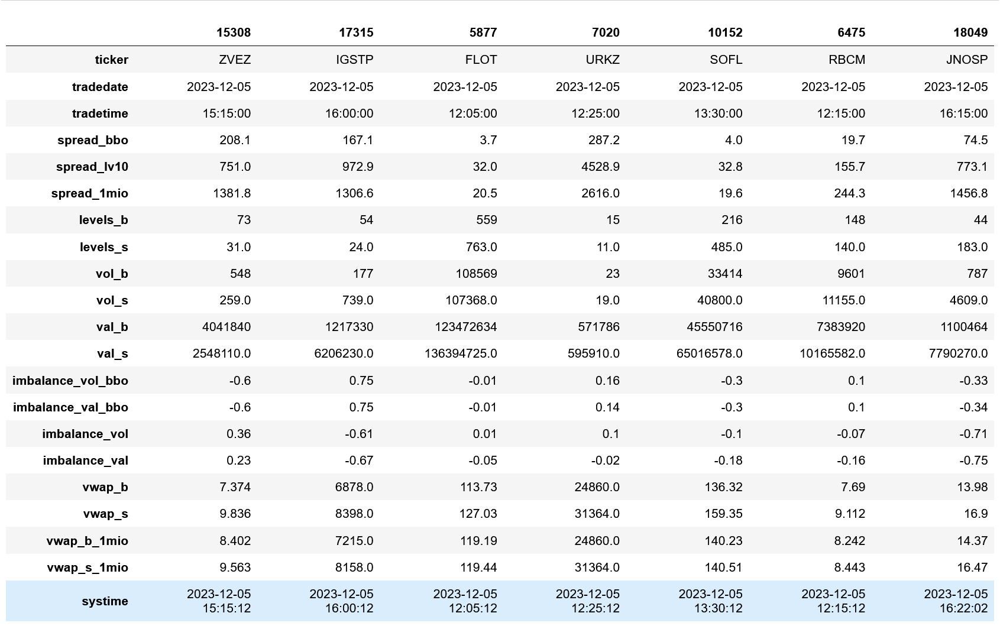 15308 17315 5877 7020 10152 6475 18049
ticker ZVEZ IGSTP FLOT URKZ SOFL RBCM JNOSP
tradedate 2023-12-05 2023-12-05 2023-12-05 2023-12-05 2023-12-05 2023-12-05 2023-12-05
tradetime 15:15:00 16:00:00 12:05:00 12:25:00 13:30:00 12:15:00 16:15:00
spread_bbo 208.1 167.1 3.7 287.2 4.0 19.7 74.5
spread_lv10 751.0 972.9 32.0 4528.9 32.8 155.7 773.1
spread_1mio 1381.8 1306.6 20.5 2616.0 19.6 244.3 1456.8
levels_b 73 54 559 15 216 148 44
levels_s 31.0 24.0 763.0 11.0 485.0 140.0 183.0
vol_b 548 177 108569 23 33414 9601 787
vol_s 259.0 739.0 107368.0 19.0 40800.0 11155.0 4609.0
val_b 4041840 1217330 123472634 571786 45550716 7383920 1100464
val_s 2548110.0 6206230.0 136394725.0 595910.0 65016578.0 10165582.0 7790270.0
imbalance_vol_bbo -0.6 0.75 -0.01 0.16 -0.3 0.1 -0.33
imbalance_val_bbo -0.6 0.75 -0.01 0.14 -0.3 0.1 -0.34
imbalance_vol 0.36 -0.61 0.01 0.1 -0.1 -0.07 -0.71
imbalance_val 0.23 -0.67 -0.05 -0.02 -0.18 -0.16 -0.75
vwap_b 7.374 6878.0 113.73 24860.0 136.32 7.69 13.98
vwap_s 9.836 8398.0 127.03 31364.0 159.35 9.112 16.9
vwap_b_1mio 8.402 7215.0 119.19 24860.0 140.23 8.242 14.37
vwap_s_1mio 9.563 8158.0 119.44 31364.0 140.51 8.443 16.47
systime 2023-12-05 2023-12-05 2023-12-05 2023-12-05 2023-12-05 2023-12-05 2023-12-05
15:15:12 16:00:12 12:05:12 12:25:12 13:30:12 12:15:12 16:22:02